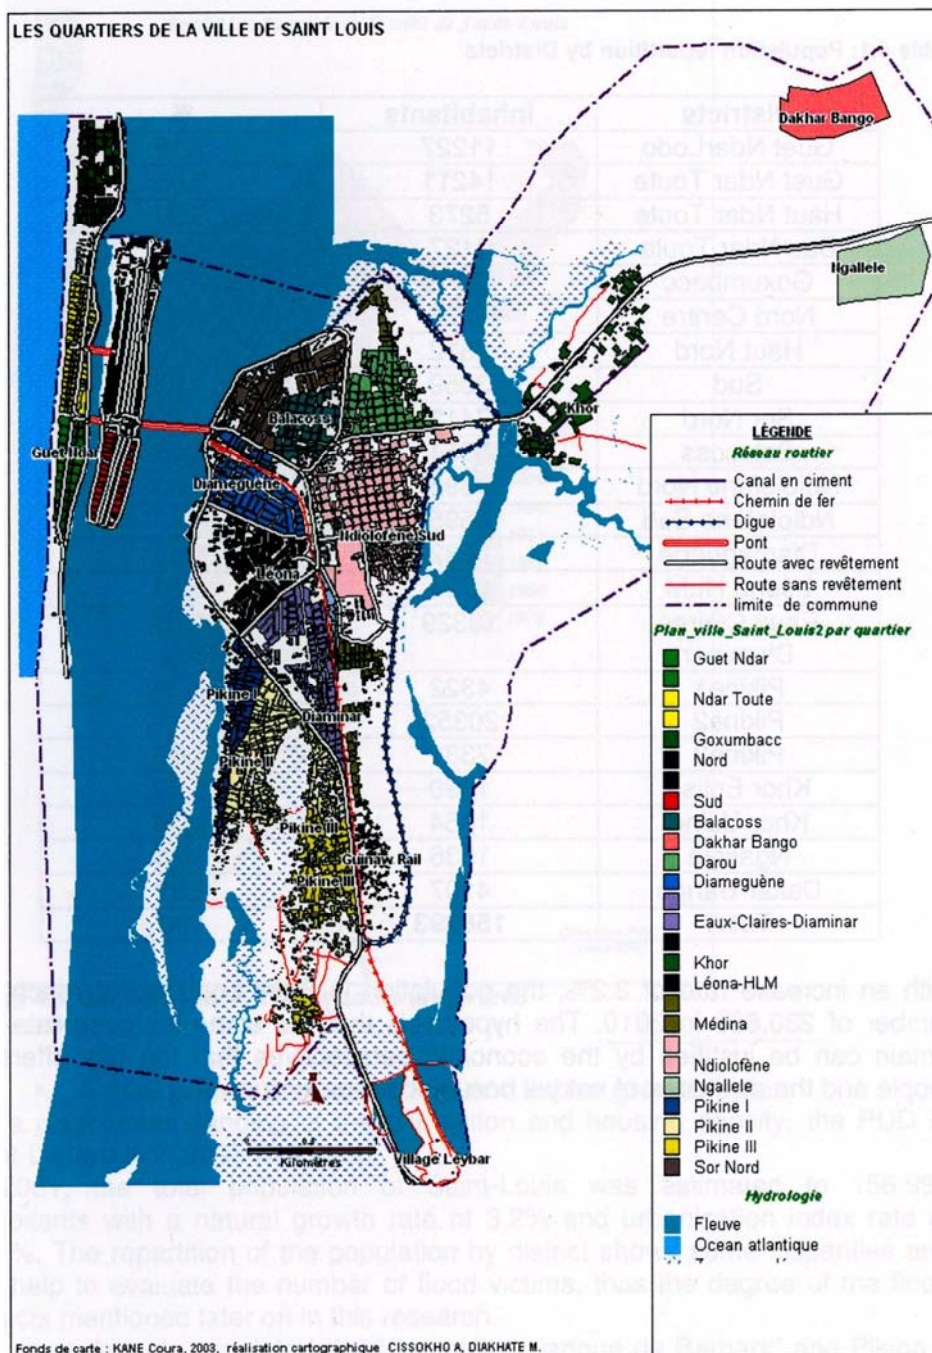 LES QUARTIERS DE LA VILLE DE SAINT LOUIS
Dakhar Bango
Ngallele
Khor
Balacoss
Guet Ndar
Diameguène
Ndiolofène Sud
Léona
Pikine I
Diaminar
Pikine II
Pikine III
Guinaw Rail
Pikine III
Village Leybar
Kilomètres
LÉGENDE
Réseau routier
Canal en ciment
Chemin de fer
Digue
Pont
Route avec revêtement
Route sans revêtement
limite de commune
Plan_ville_Saint_Louis2 par quartier
Guet Ndar
Ndar Toute
Goxumbacc
Nord
Sud
Balacoss
Dakhar Bango
Darou
Diameguène
Eaux-Claires-Diaminar
Khor
Léona-HLM
Médina
Ndiolofène
Ngallele
Pikine I
Pikine II
Pikine III
Sor Nord
Hydrologie
Fleuve
Ocean atlantique
Fonds de carte : KANE Coura, 2003, réalisation cartographique CISSOKHO A, DIAKHATE M.